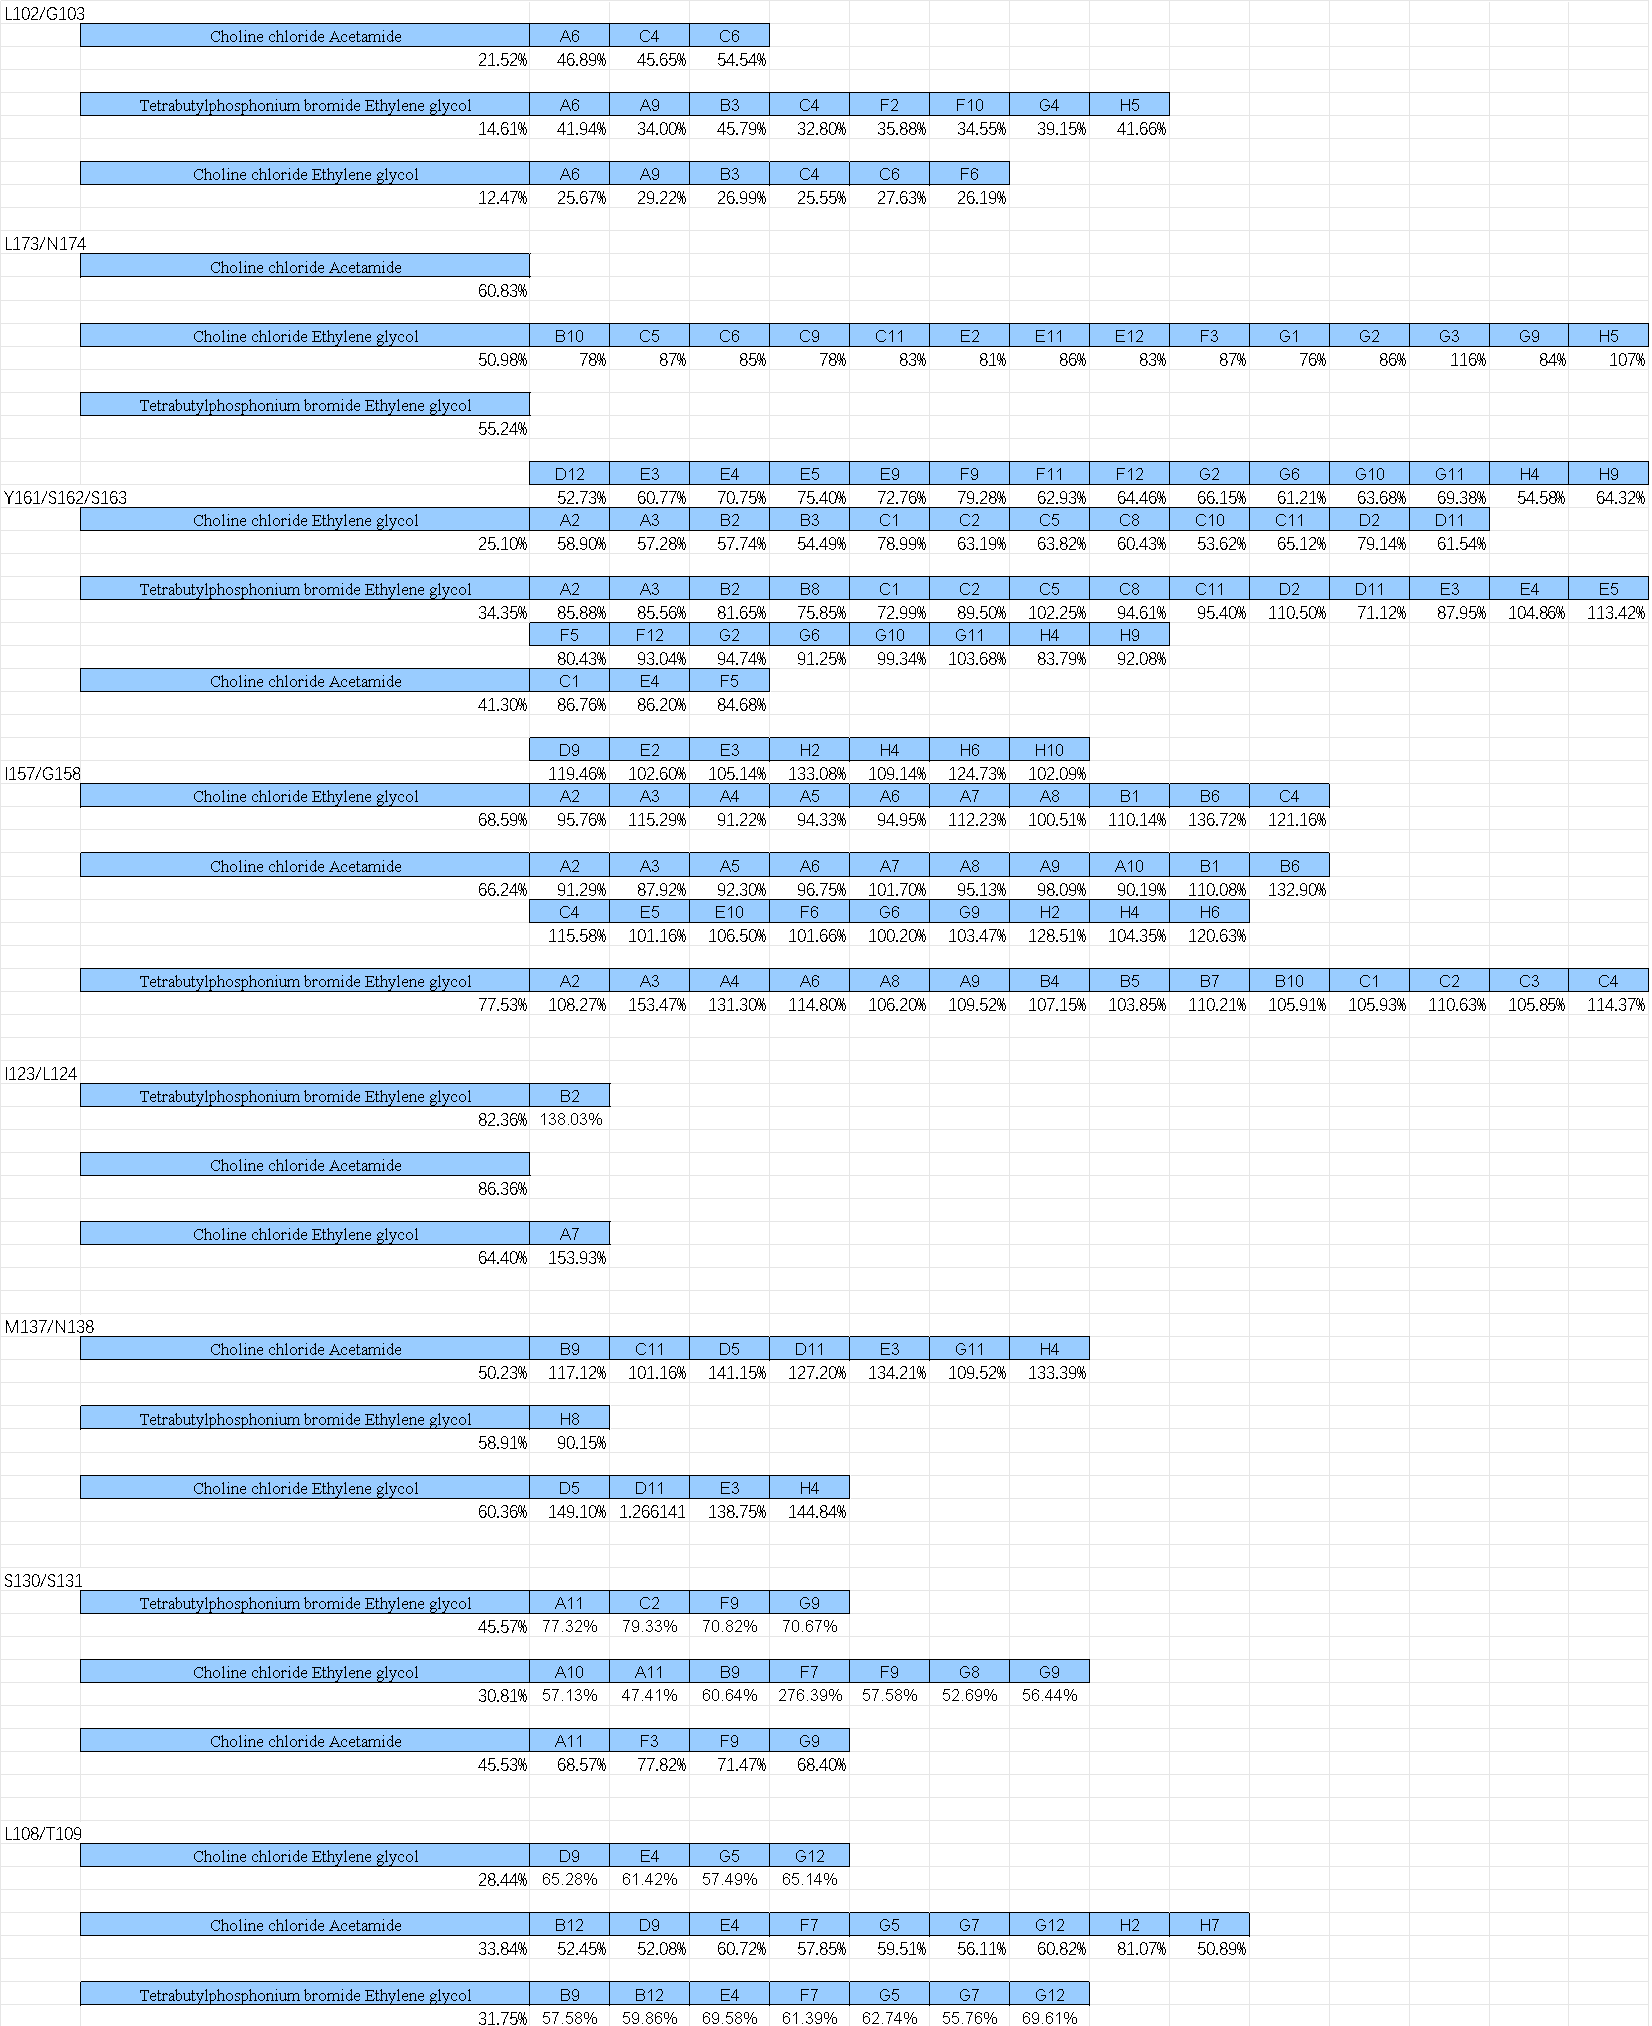 L102/G103
Choline chloride Acetamide A6 C4 C6
21.52% 46.89% 45.65% 54.54%
Tetrabutylphosphonium bromide Ethylene glycol A6 A9 B3 C4 F2 F10 G4 H5
14.61% 41.94% 34.00% 45.79% 32.80% 35.88% 34.55% 39.15% 41.66%
Choline chloride Ethylene glycol A6 A9 B3 C4 C6 F6
12.47% 25.67% 29.22% 26.99% 25.55% 27.63% 26.19%
L173/N174
Choline chloride Acetamide
60.83%
Choline chloride Ethylene glycol B10 C5 C6 C9 C11 E2 E11 E12 F3 G1 G2 G3 G9 H5
50.98% 78% 87% 85% 78% 83% 81% 86% 83% 87% 76% 86% 116% 84% 107%
Tetrabutylphosphonium bromide Ethylene glycol
55.24%
D12 E3 E4 E5 E9 F9 F11 F12 G2 G6 G10 G11 H4 H9
Y161/S162/S163 52.73% 60.77% 70.75% 75.40% 72.76% 79.28% 62.93% 64.46% 66.15% 61.21% 63.68% 69.38% 54.58% 64.32%
Choline chloride Ethylene glycol A2 A3 B2 B3 C1 C2 C5 C8 C10 C11 D2 D11
25.10% 58.90% 57.28% 57.74% 54.49% 78.99% 63.19% 63.82% 60.43% 53.62% 65.12% 79.14% 61.54%
Tetrabutylphosphonium bromide Ethylene glycol A2 A3 B2 B8 C1 C2 C5 C8 C11 D2 D11 E3 E4 E5
34.35% 85.88% 85.56% 81.65% 75.85% 72.99% 89.50% 102.25% 94.61% 95.40% 110.50% 71.12% 87.95% 104.86% 113.42%
F5 F12 G2 G6 G10 G11 H4 H9
80.43% 93.04% 94.74% 91.25% 99.34% 103.68% 83.79% 92.08%
Choline chloride Acetamide C1 E4 F5
41.30% 86.76% 86.20% 84.68%
D9 E2 E3 H2 H4 H6 H10
I157/G158 119.46% 102.60% 105.14% 133.08% 109.14% 124.73% 102.09%
Choline chloride Ethylene glycol A2 A3 A4 A5 A6 A7 A8 B1 B6 C4
68.59% 95.76% 115.29% 91.22% 94.33% 94.95% 112.23% 100.51% 110.14% 136.72% 121.16%
Choline chloride Acetamide A2 A3 A5 A6 A7 A8 A9 A10 B1 B6
66.24% 91.29% 87.92% 92.30% 96.75% 101.70% 95.13% 98.09% 90.19% 110.08% 132.90%
C4 E5 E10 F6 G6 G9 H2 H4 H6
115.58% 101.16% 106.50% 101.66% 100.20% 103.47% 128.51% 104.35% 120.63%
Tetrabutylphosphonium bromide Ethylene glycol A2 A3 A4 A6 A8 A9 B4 B5 B7 B10 C1 C2 C3 C4
77.53% 108.27% 153.47% 131.30% 114.80% 106.20% 109.52% 107.15% 103.85% 110.21% 105.91% 105.93% 110.63% 105.85% 114.37%
I123/L124
Tetrabutylphosphonium bromide Ethylene glycol B2
82.36% 138.03%
Choline chloride Acetamide
86.36%
Choline chloride Ethylene glycol A7
64.40% 153.93%
M137/N138
Choline chloride Acetamide B9 C11 D5 D11 E3 G11 H4
50.23% 117.12% 101.16% 141.15% 127.20% 134.21% 109.52% 133.39%
Tetrabutylphosphonium bromide Ethylene glycol H8
58.91% 90.15%
Choline chloride Ethylene glycol D5 D11 E3 H4
60.36% 149.10% 1.266141 138.75% 144.84%
S130/S131
Tetrabutylphosphonium bromide Ethylene glycol A11 C2 F9 G9
45.57% 77.32% 79.33% 70.82% 70.67%
Choline chloride Ethylene glycol A10 A11 B9 F7 F9 G8 G9
30.81% 57.13% 47.41% 60.64% 276.39% 57.58% 52.69% 56.44%
Choline chloride Acetamide A11 F3 F9 G9
45.53% 68.57% 77.82% 71.47% 68.40%
L108/T109
Choline chloride Ethylene glycol D9 E4 G5 G12
28.44% 65.28% 61.42% 57.49% 65.14%
Choline chloride Acetamide B12 D9 E4 F7 G5 G7 G12 H2 H7
33.84% 52.45% 52.08% 60.72% 57.85% 59.51% 56.11% 60.82% 81.07% 50.89%
Tetrabutylphosphonium bromide Ethylene glycol B9 B12 E4 F7 G5 G7 G12
31.75% 57.58% 59.86% 69.58% 61.39% 62.74% 55.76% 69.61%